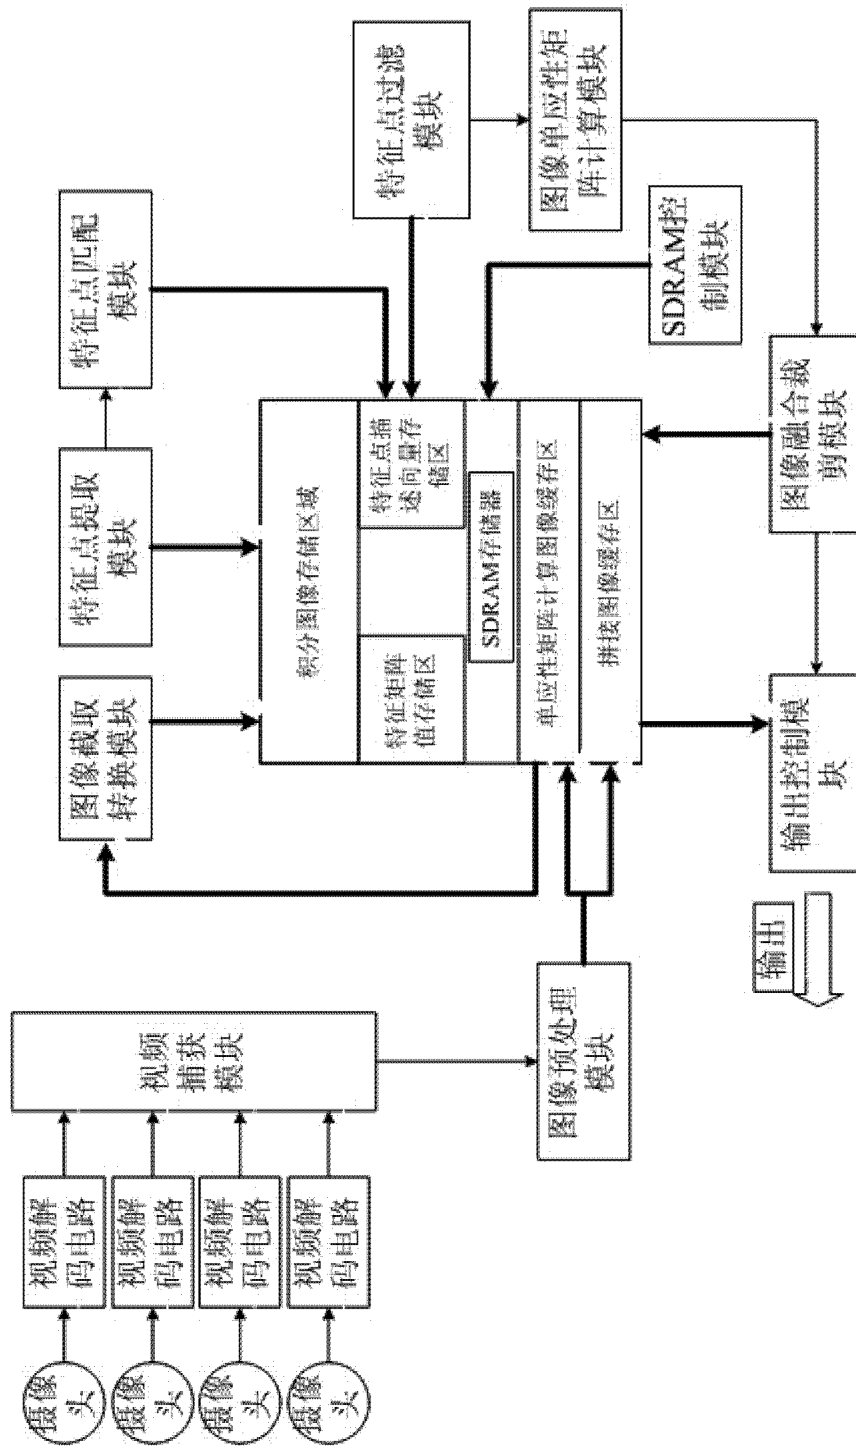 摄像
头
视频解
码电路
摄像
头
视频解
码电路
摄像
头
视频解
码电路
摄像
头
视频解
码电路
视频
捕获
模块
图像预处理
模块
图像截取
转换模块
特征点提取
模块
特征点匹配
模块
积分图像存储区域
特征矩阵
值存储区
特征点描
述向量存
储区
SDRAM存储器
单应性矩阵计算图像缓存区
拼接图像缓存区
特征点过滤
模块
图像单应性矩
阵计算模块
SDRAM控
制模块
图像融合裁
剪模块
输出控制模
块
输出